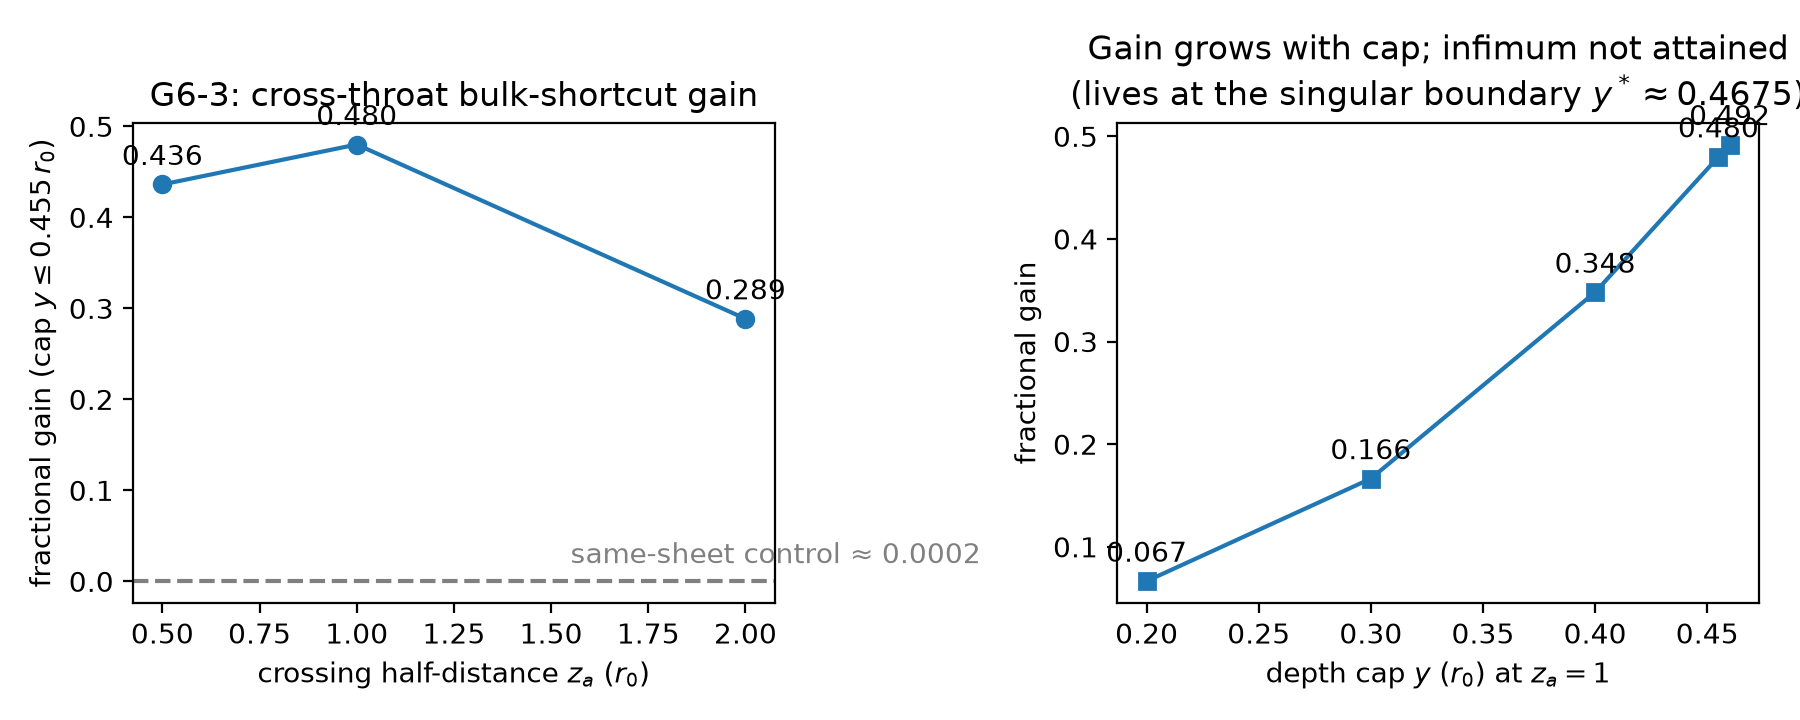 G6-3: cross-throat bulk-shortcut gain
0.480
0.436
0.289
same-sheet control ≈ 0.0002
0.5
0.4
0.3
0.2
0.1
0.0
fractional gain (cap y ≤ 0.455 r₀)
0.50 0.75 1.00 1.25 1.50 1.75 2.00
crossing half-distance zₐ (r₀)
Gain grows with cap; infimum not attained
(lives at the singular boundary y* ≈ 0.4675)
0.492
0.480
0.348
0.166
0.067
0.5
0.4
0.3
0.2
0.1
fractional gain
0.20 0.25 0.30 0.35 0.40 0.45
depth cap y (r₀) at zₐ = 1